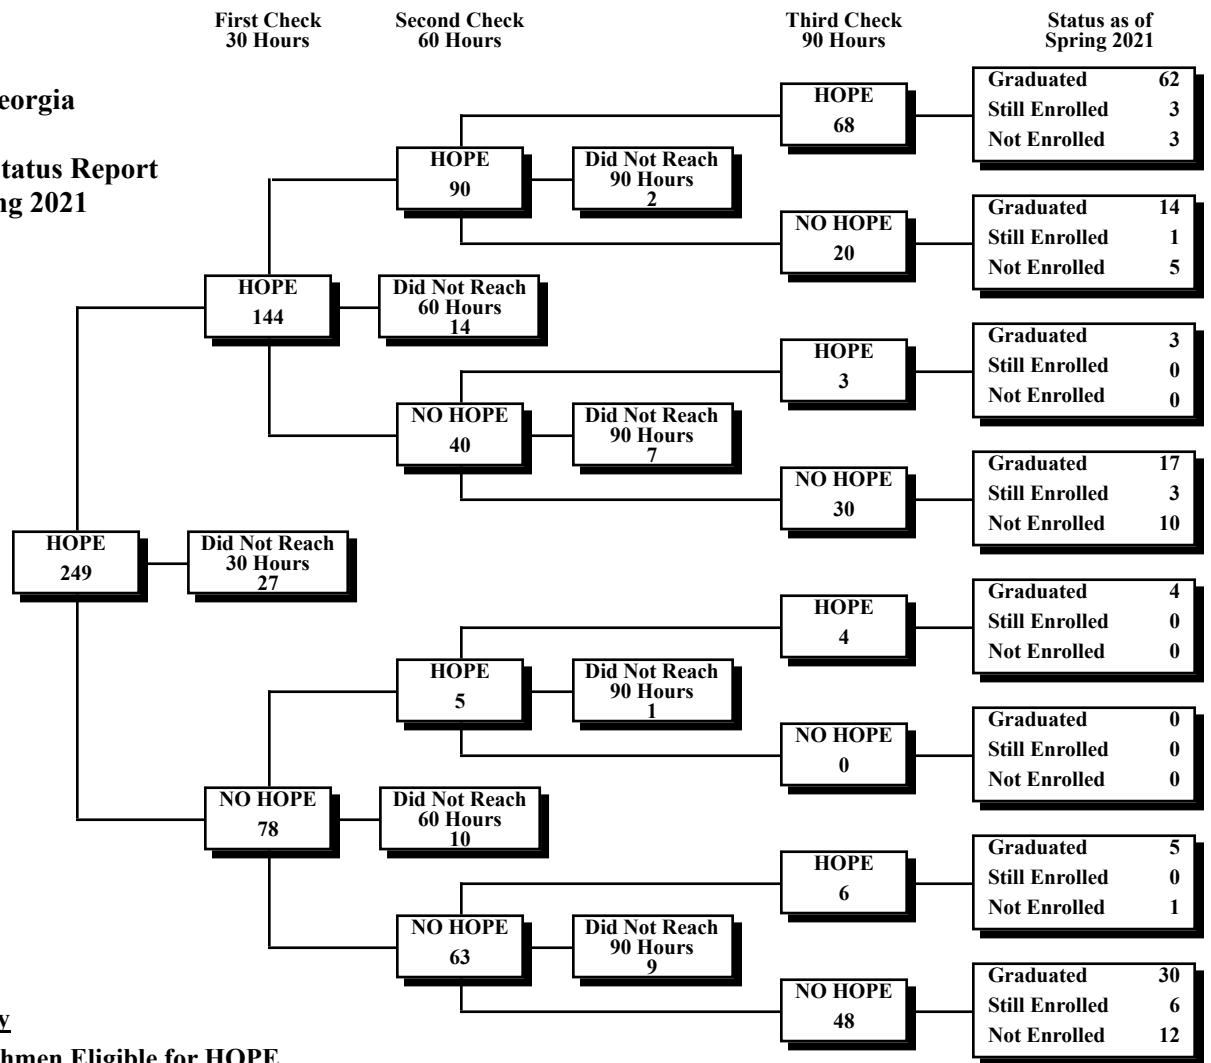 First Check Second Check Third Check Status as of
30 Hours 60 Hours 90 Hours Spring 2021
Graduated 62
HOPE Still Enrolled 3
68 Not Enrolled 3
Status Report
2021
HOPE Did Not Reach
90 90 Hours
2
Graduated 14
NO HOPE Still Enrolled 1
20 Not Enrolled 5
HOPE Did Not Reach
144 60 Hours
14
Graduated 3
HOPE Still Enrolled 0
3 Not Enrolled 0
NO HOPE Did Not Reach
40 90 Hours
7
Graduated 17
NO HOPE Still Enrolled 3
30 Not Enrolled 10
HOPE Did Not Reach
249 30 Hours
27
Graduated 4
HOPE Still Enrolled 0
4 Not Enrolled 0
HOPE Did Not Reach
5 90 Hours
1
Graduated 0
NO HOPE Still Enrolled 0
0 Not Enrolled 0
NO HOPE Did Not Reach
78 60 Hours
10
Graduated 5
HOPE Still Enrolled 0
6 Not Enrolled 1
NO HOPE Did Not Reach
63 90 Hours
9
Graduated 30
NO HOPE Still Enrolled 6
48 Not Enrolled 12
Eligible for HOPE